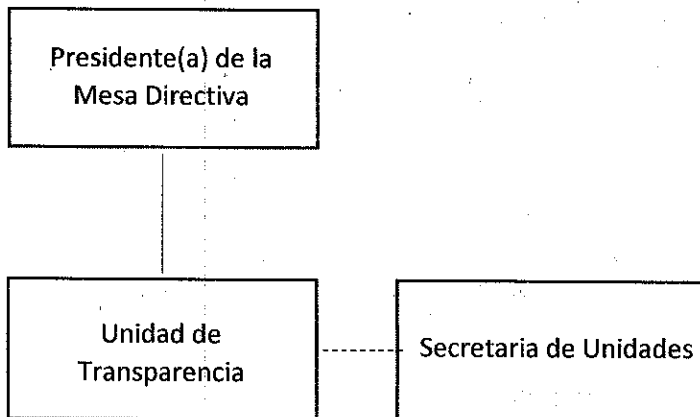 Presidente(a) de la
Mesa Directiva
Unidad de
Transparencia
Secretaria de Unidades